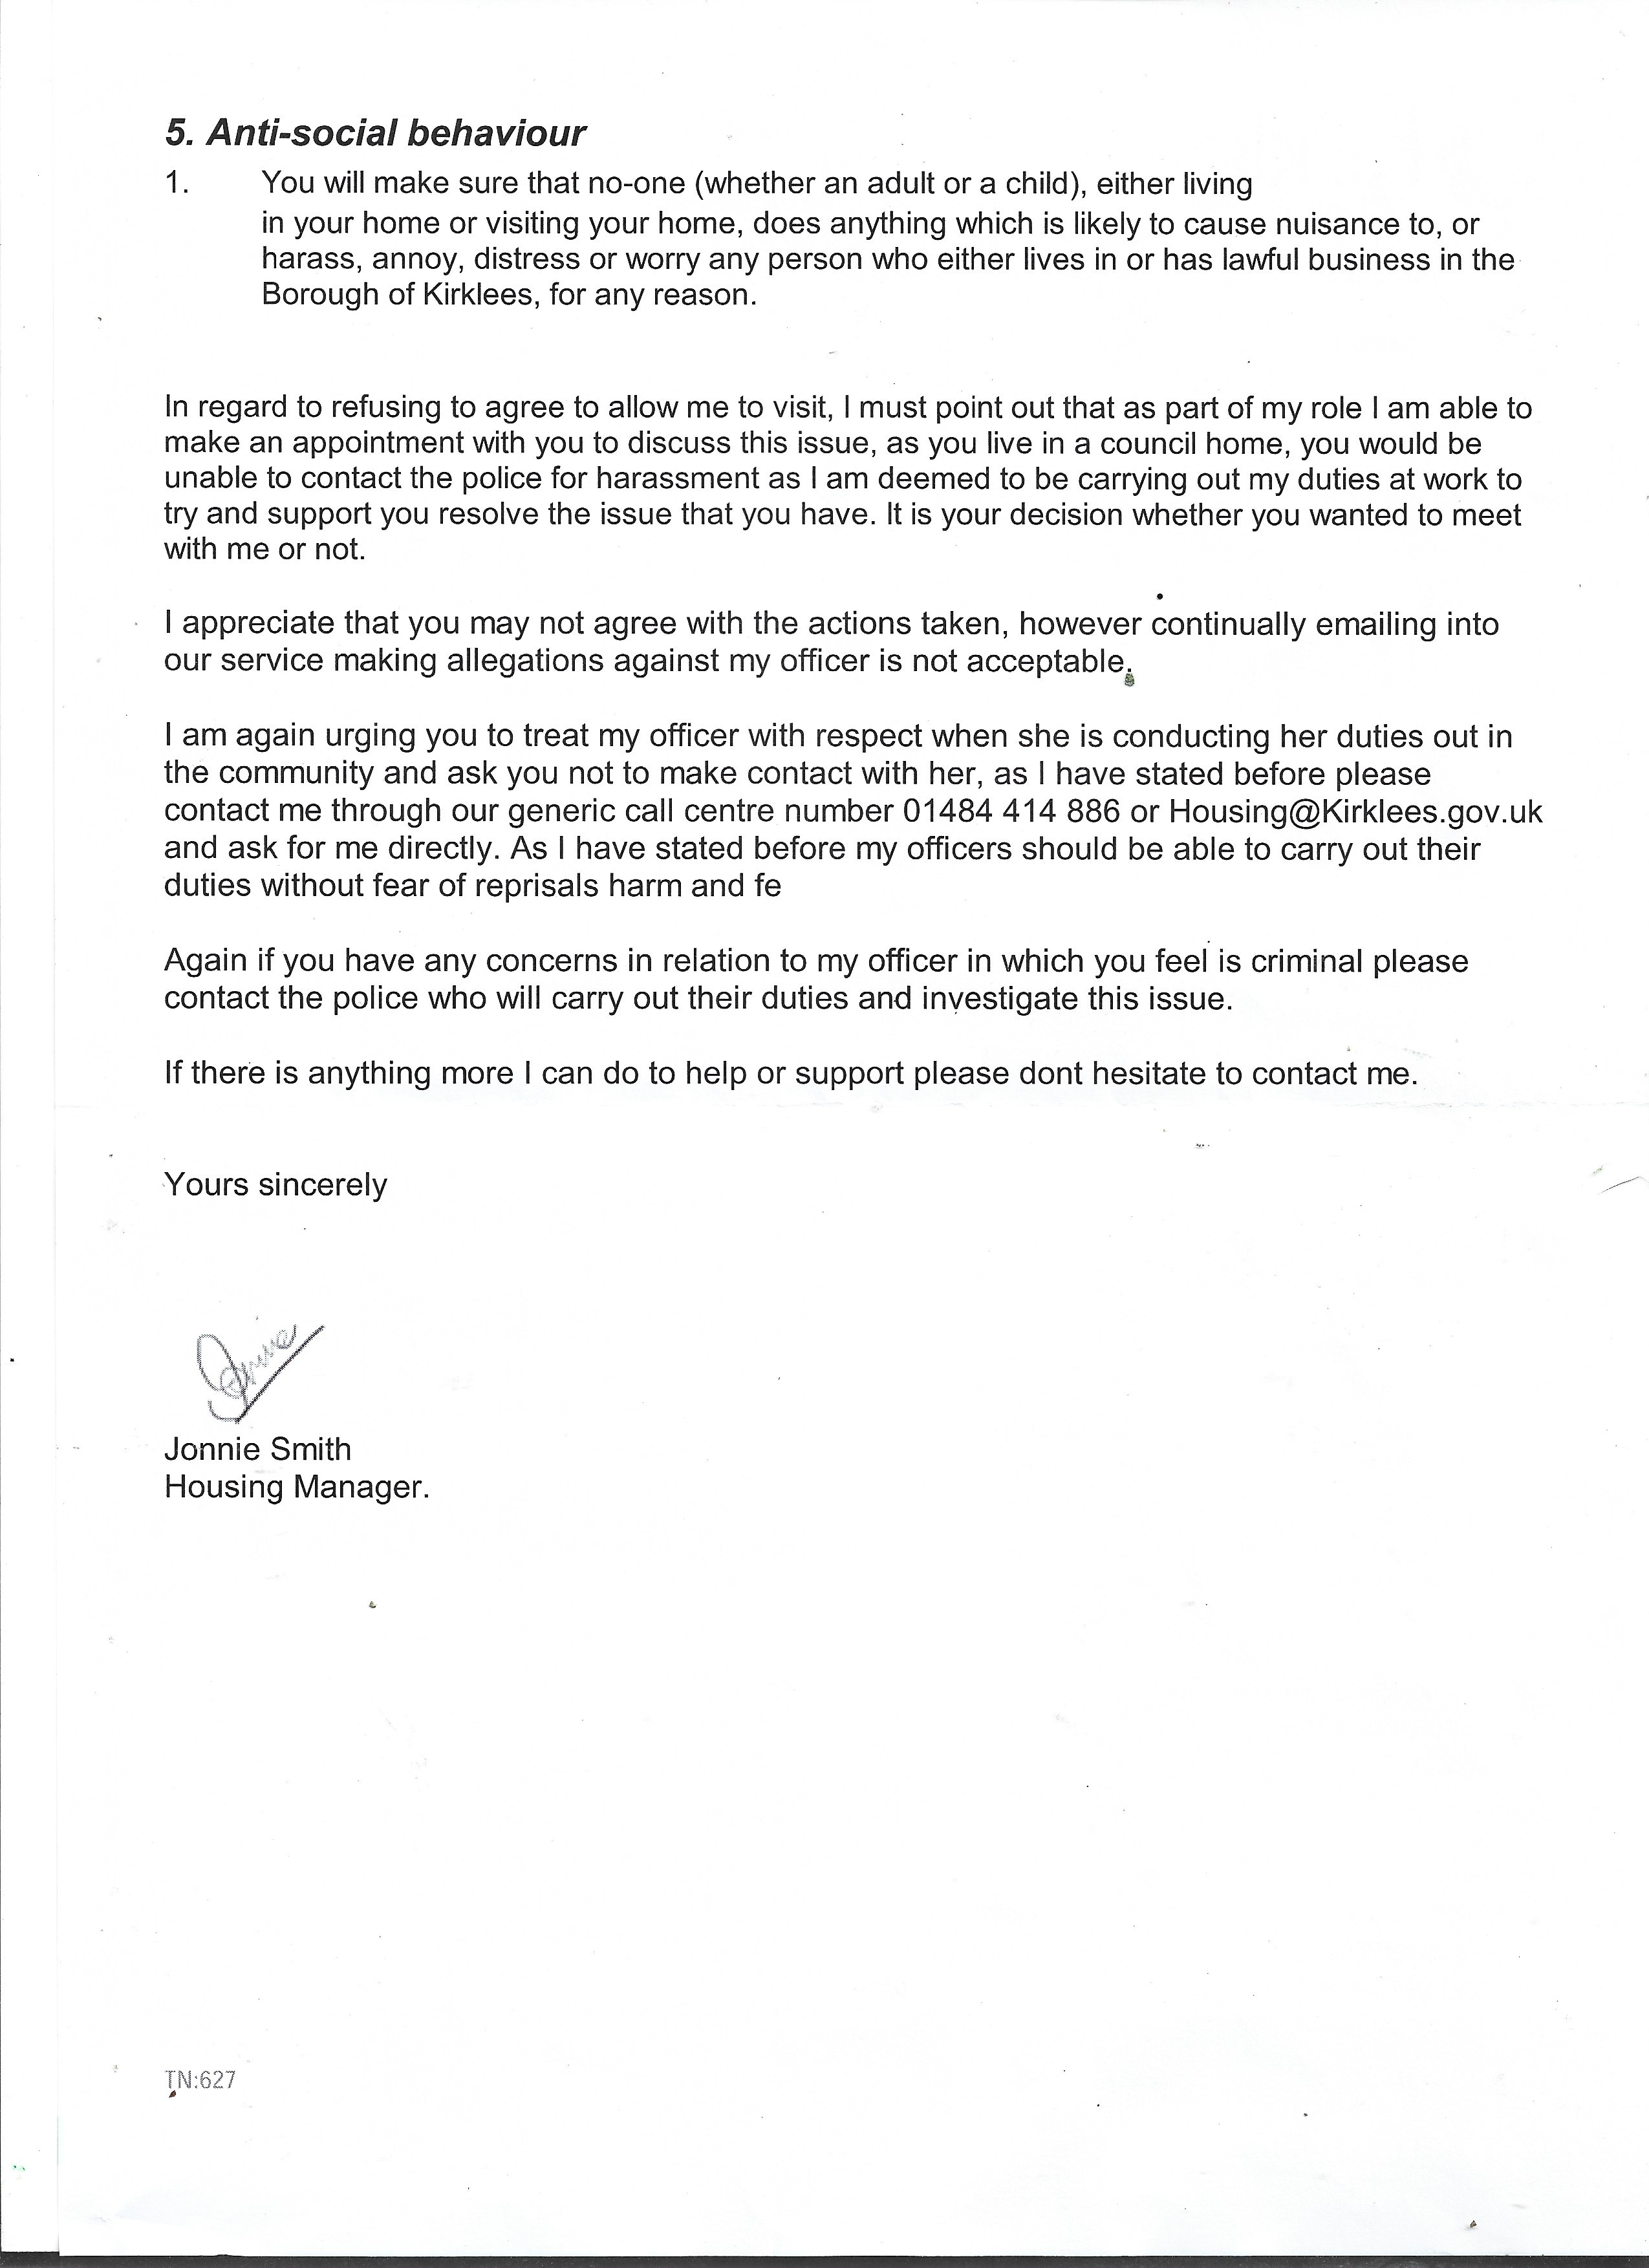 5. Anti-social behaviour
1. You will make sure that no-one (whether an adult or a child), either living
in your home or visiting your home, does anything which is likely to cause nuisance to, or
harass, annoy, distress or worry any person who either lives in or has lawful business in the
Borough of Kirklees, for any reason.
In regard to refusing to agree to allow me to visit, I must point out that as part of my role I am able to
make an appointment with you to discuss this issue, as you live in a council home, you would be
unable to contact the police for harassment as I am deemed to be carrying out my duties at work to
try and support you resolve the issue that you have. It is your decision whether you wanted to meet
with me or not.
I appreciate that you may not agree with the actions taken, however continually emailing into
our service making allegations against my officer is not acceptable.
I am again urging you to treat my officer with respect when she is conducting her duties out in
the community and ask you not to make contact with her, as I have stated before please
contact me through our generic call centre number 01484 414 886 or Housing@Kirklees.gov.uk
and ask for me directly. As I have stated before my officers should be able to carry out their
duties without fear of reprisals harm and fe
Again if you have any concerns in relation to my officer in which you feel is criminal please
contact the police who will carry out their duties and investigate this issue.
If there is anything more I can do to help or support please dont hesitate to contact me.
Yours sincerely
Jonnie Smith
Housing Manager.
TN:627